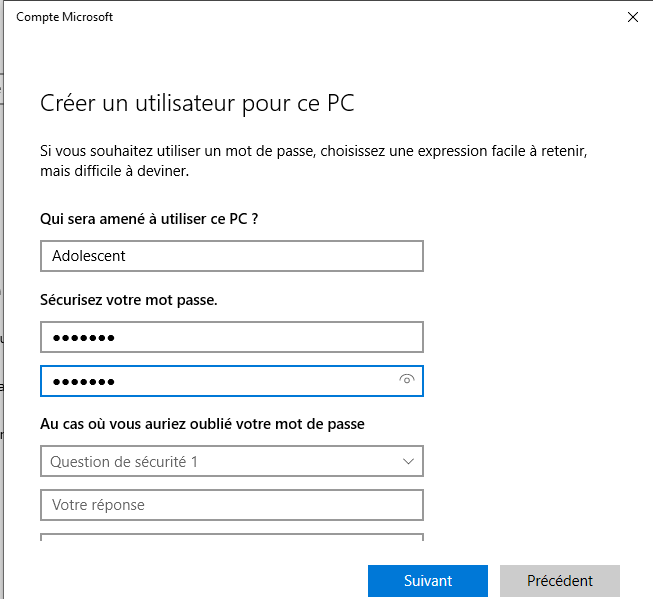 Compte Microsoft
Créer un utilisateur pour ce PC
Si vous souhaitez utiliser un mot de passe, choisissez une expression facile à retenir,
mais difficile à deviner.
Qui sera amené à utiliser ce PC ?
Adolescent
Sécurisez votre mot passe.
●●●●●●●
●●●●●●●
Au cas où vous auriez oublié votre mot de passe
Question de sécurité 1
Votre réponse
Suivant Précédent